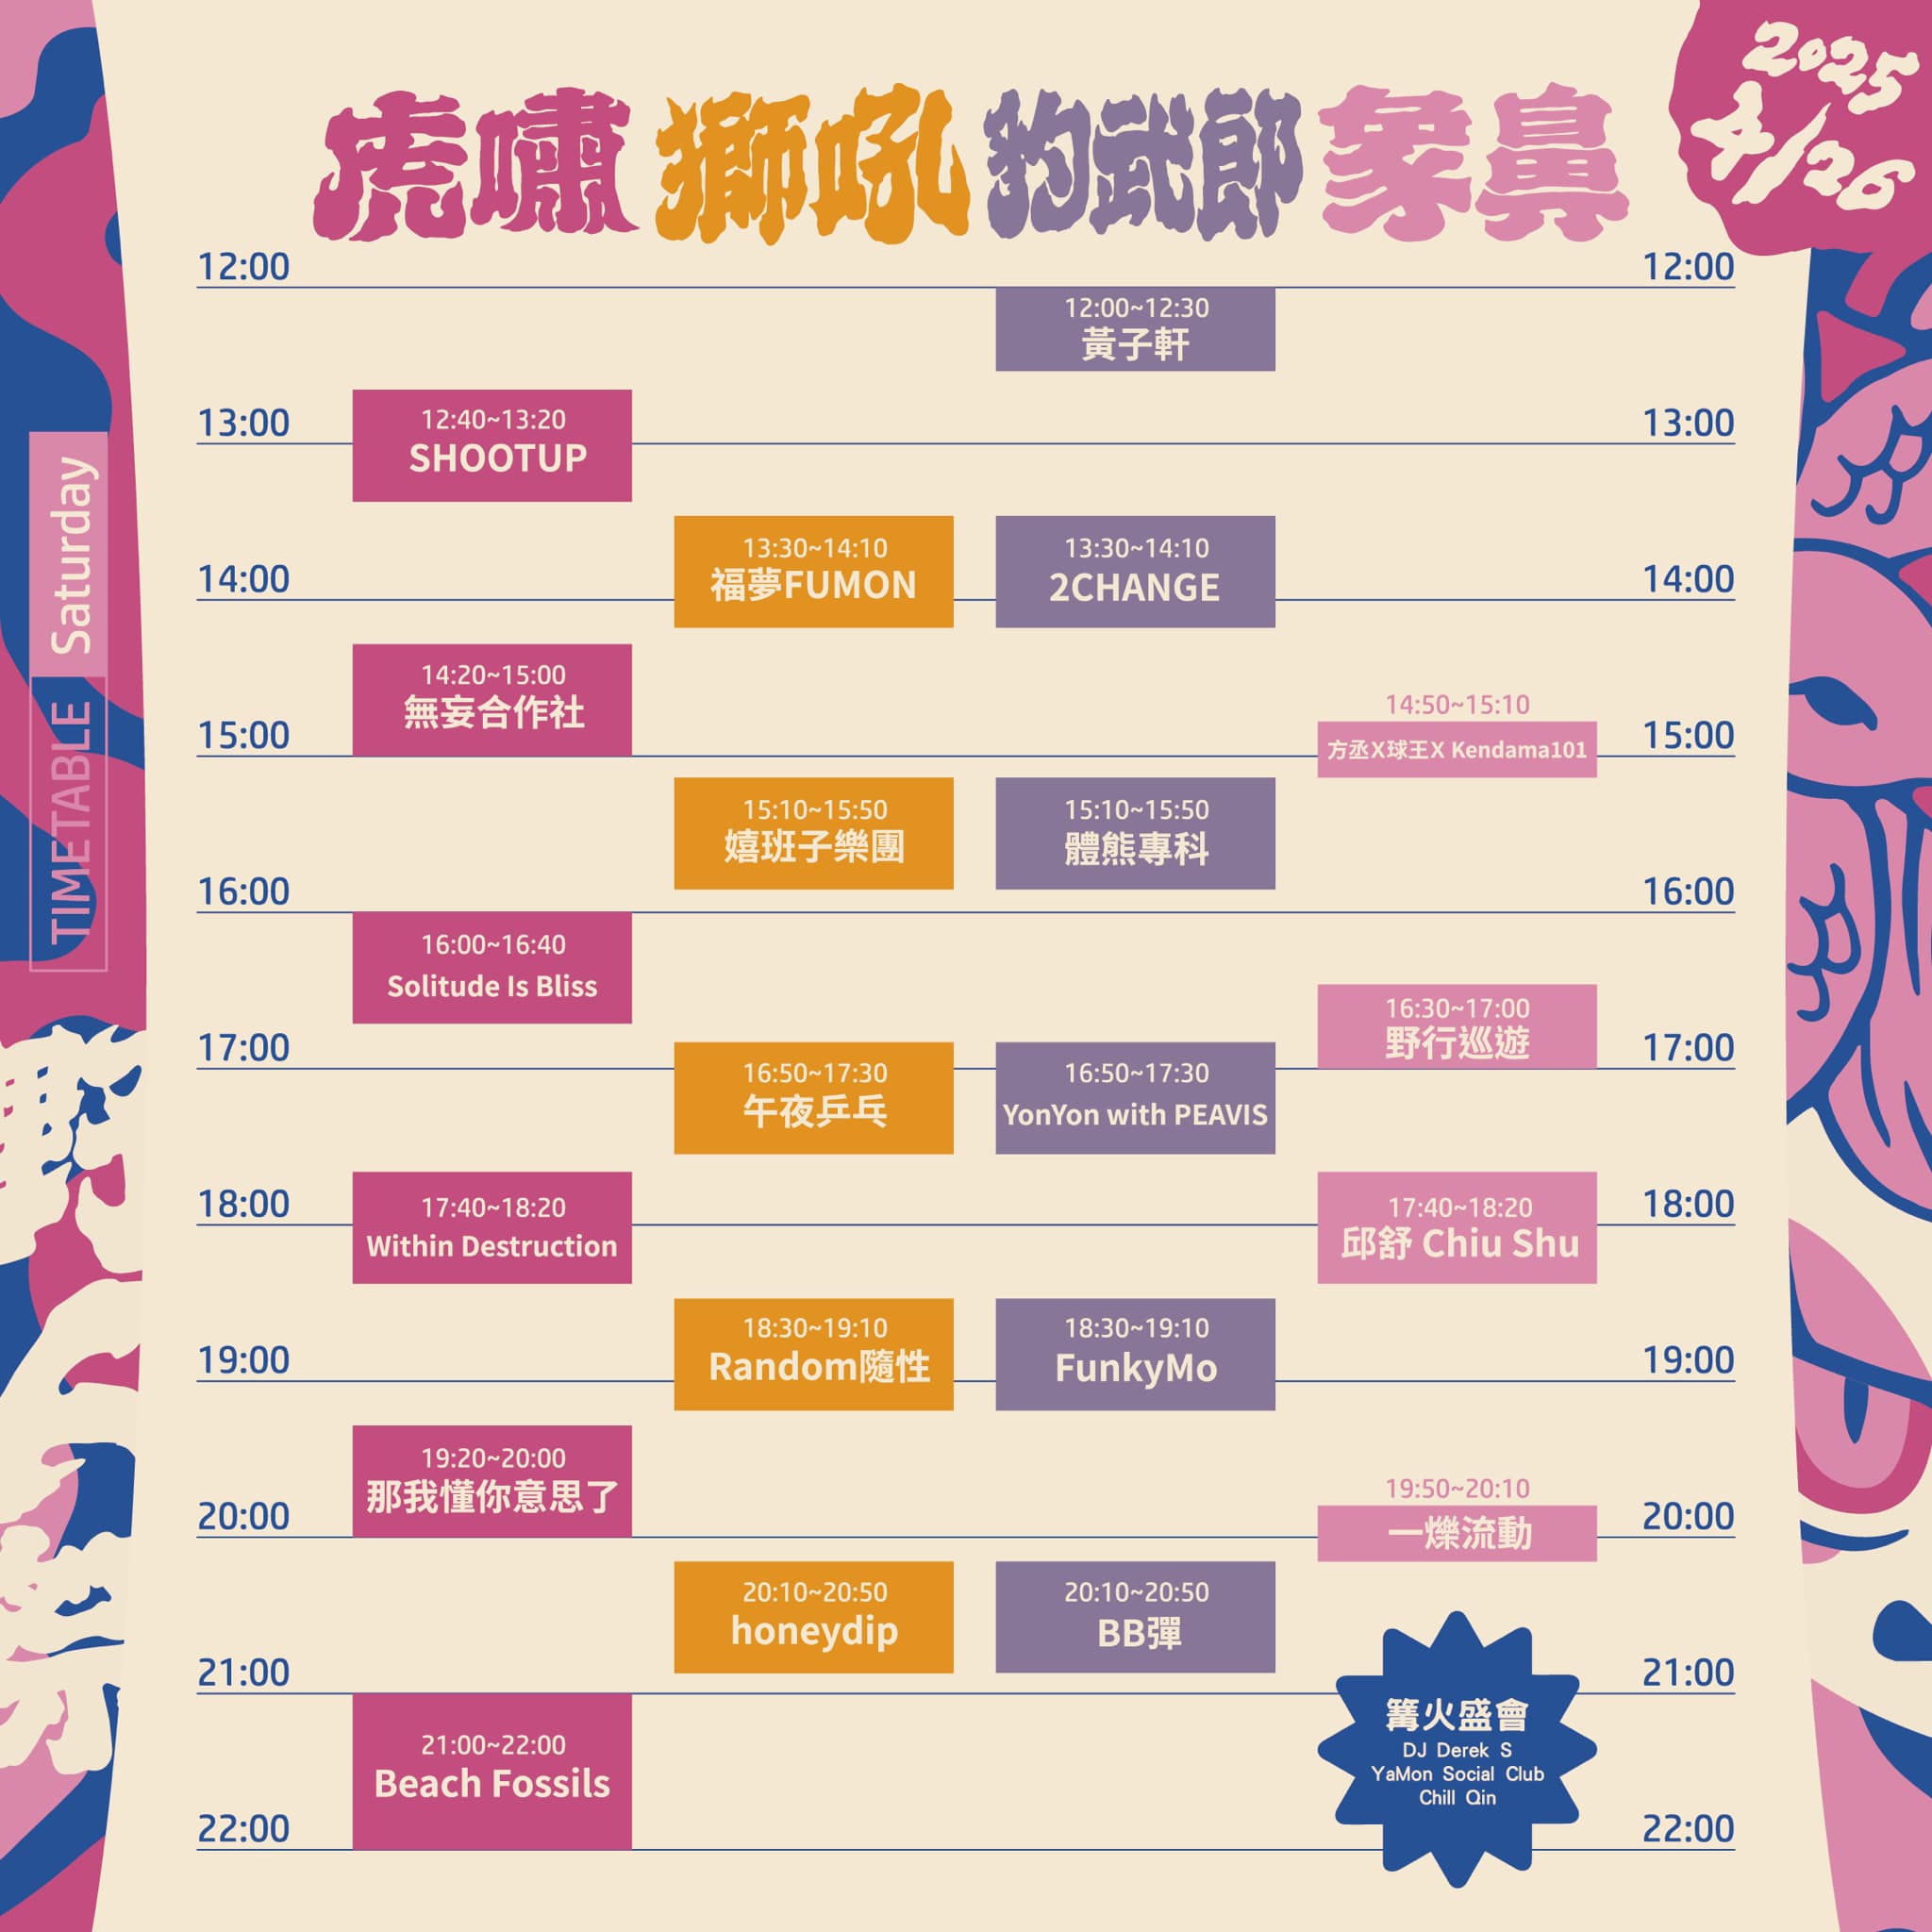 2025
4/26
虎嘯 獅吼 豹武郎 象鼻
TIMETABLE Saturday
12:00 12:00
12:00~12:30
黃子軒
12:40~13:20
SHOOTUP
13:00 13:00
13:30~14:10 13:30~14:10
福夢FUMON 2CHANGE
14:00 14:00
14:20~15:00
無妄合作社
14:50~15:10
方丞X球王X Kendama101
15:00 15:00
15:10~15:50 15:10~15:50
嬉班子樂團 體熊專科
16:00 16:00
16:00~16:40
Solitude Is Bliss
16:30~17:00
野行巡遊
17:00 17:00
16:50~17:30 16:50~17:30
午夜乒乓 YonYon with PEAVIS
17:40~18:20 17:40~18:20
Within Destruction 邱舒 Chiu Shu
18:00 18:00
18:30~19:10 18:30~19:10
Random隨性 FunkyMo
19:00 19:00
19:20~20:00
那我懂你意思了
19:50~20:10
一爍流動
20:00 20:00
20:10~20:50 20:10~20:50
honeydip BB彈
21:00 21:00
21:00~22:00
Beach Fossils
篝火盛會
DJ Derek S
YaMon Social Club
Chill Qin
22:00 22:00